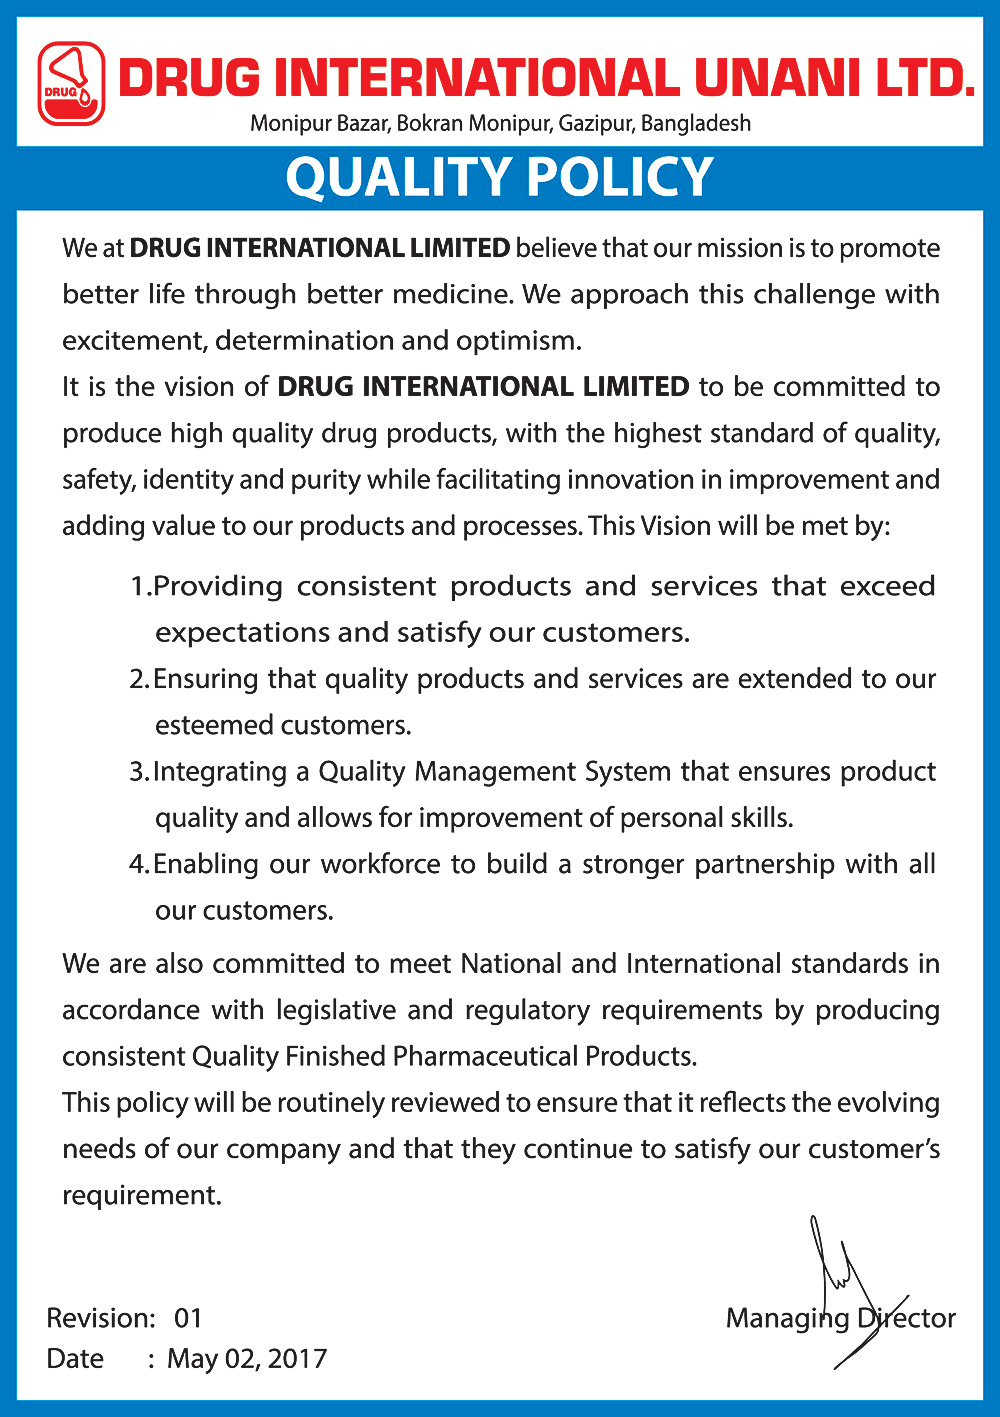 DRUG
DRUG INTERNATIONAL UNANI LTD.
Monipur Bazar, Bokran Monipur, Gazipur, Bangladesh
QUALITY POLICY
We at DRUG INTERNATIONAL LIMITED believe that our mission is to promote
better life through better medicine. We approach this challenge with
excitement, determination and optimism.
It is the vision of DRUG INTERNATIONAL LIMITED to be committed to
produce high quality drug products, with the highest standard of quality,
safety, identity and purity while facilitating innovation in improvement and
adding value to our products and processes. This Vision will be met by:
1.Providing consistent products and services that exceed
expectations and satisfy our customers.
2.Ensuring that quality products and services are extended to our
esteemed customers.
3.Integrating a Quality Management System that ensures product
quality and allows for improvement of personal skills.
4.Enabling our workforce to build a stronger partnership with all
our customers.
We are also committed to meet National and International standards in
accordance with legislative and regulatory requirements by producing
consistent Quality Finished Pharmaceutical Products.
This policy will be routinely reviewed to ensure that it reflects the evolving
needs of our company and that they continue to satisfy our customer's
requirement.
Revision: 01
Managing Director
Date : May 02, 2017